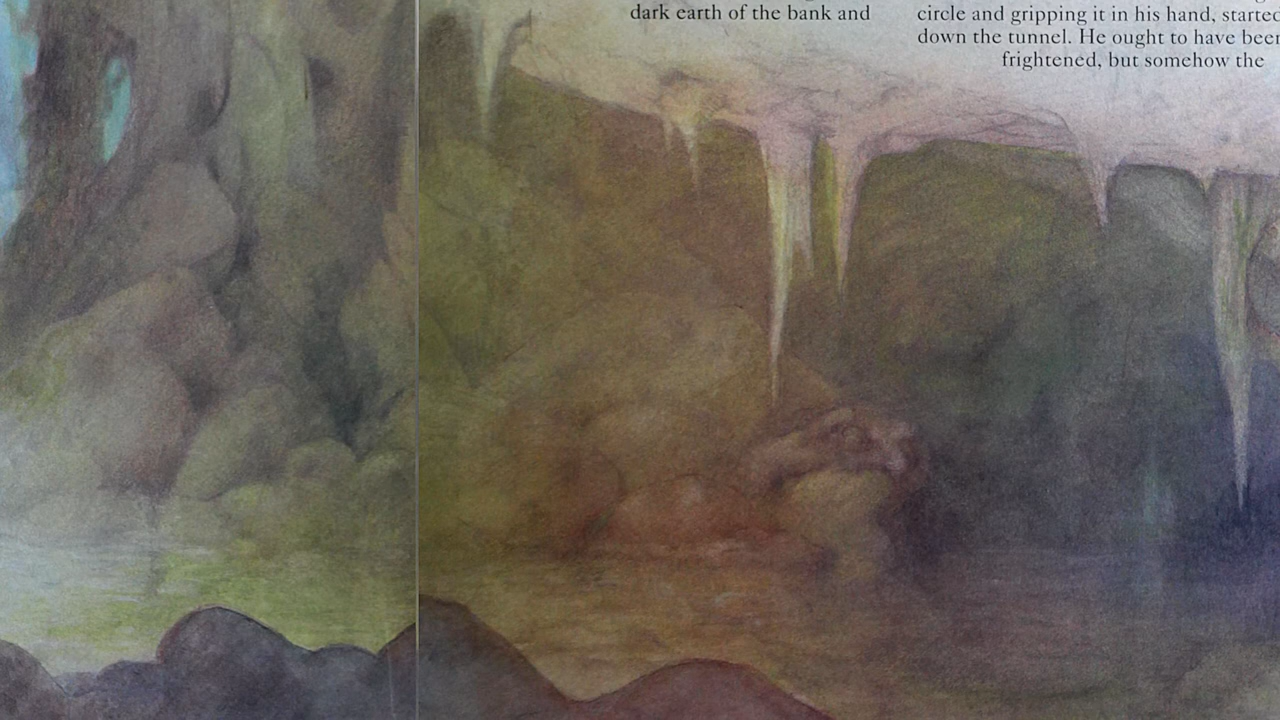 dark earth of the bank and
circle and gripping it in his hand, started
down the tunnel. He ought to have been
frightened, but somehow the